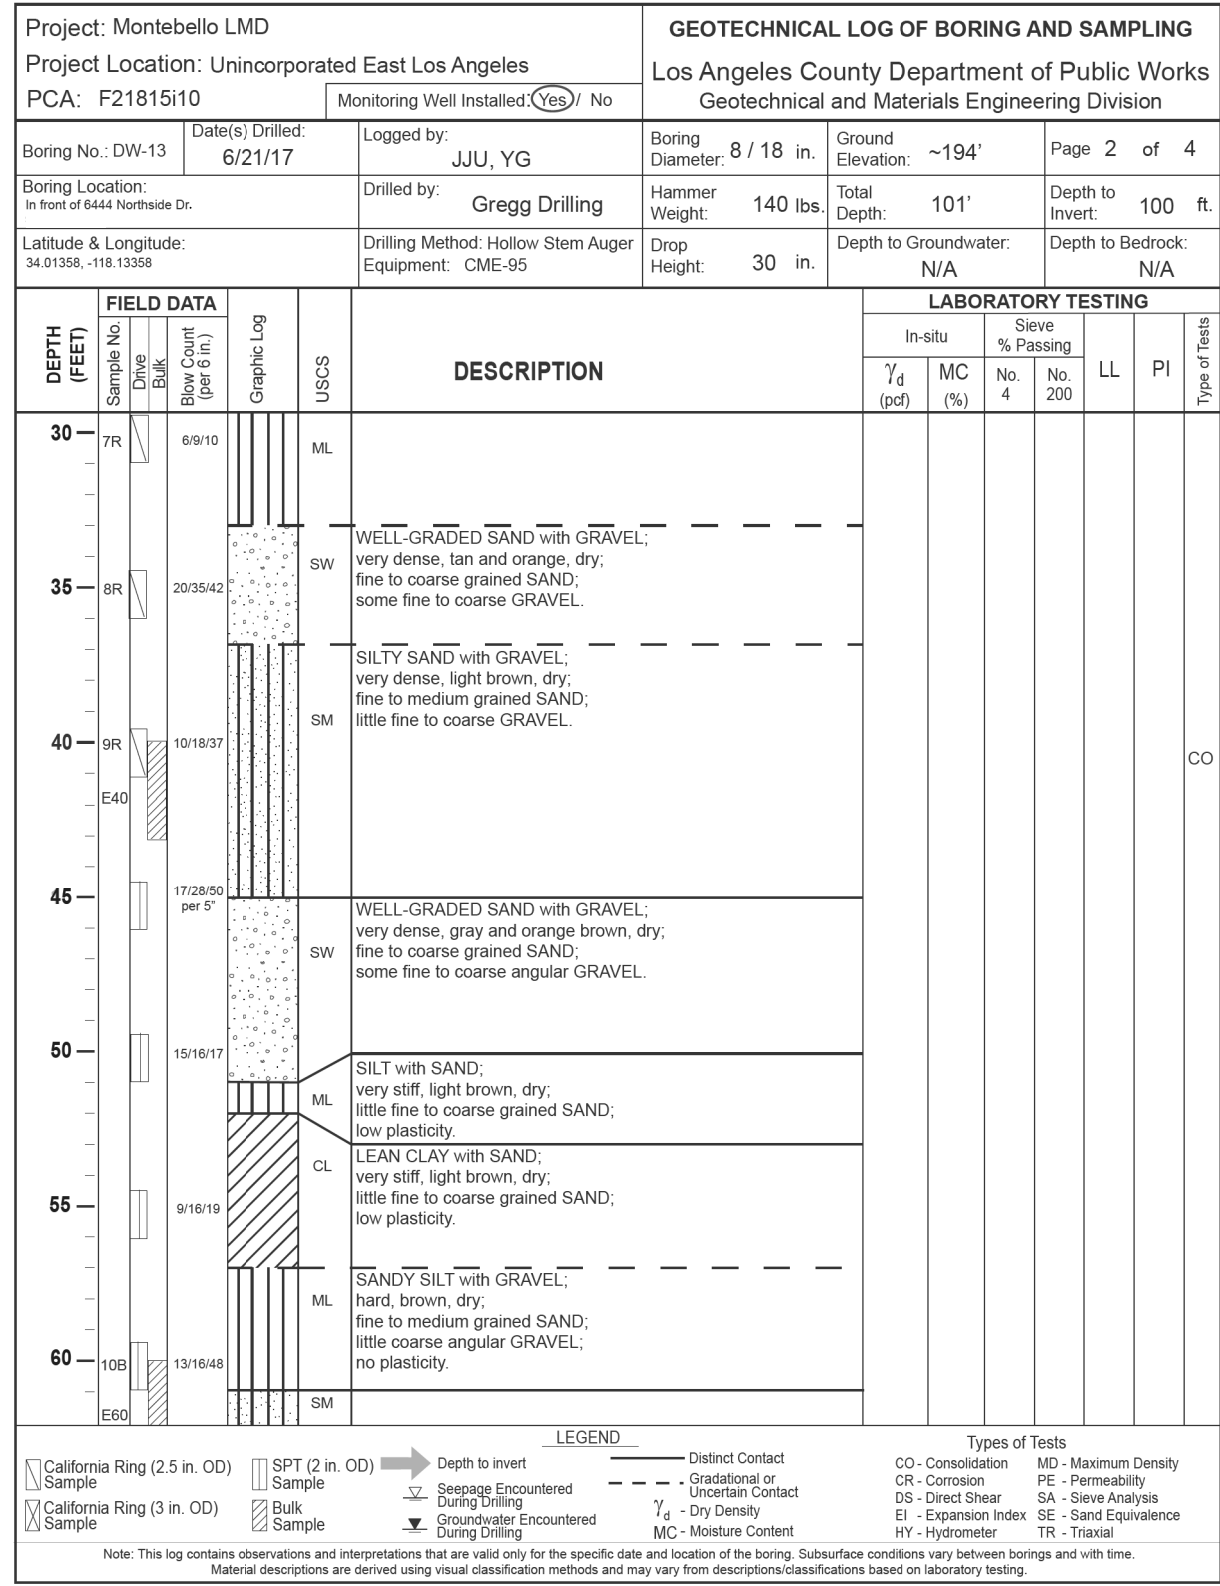 Project: Montebello LMD
Project Location: Unincorporated East Los Angeles
PCA: F21815i10
Monitoring Well Installed: Yes / No
GEOTECHNICAL LOG OF BORING AND SAMPLING
Los Angeles County Department of Public Works
Geotechnical and Materials Engineering Division
Boring No.: DW-13
Date(s) Drilled:
6/21/17
Logged by:
JJU, YG
Boring
Diameter: 8 / 18 in.
Ground
Elevation: ~194’
Page 2 of 4
Boring Location:
In front of 6444 Northside Dr.
Drilled by:
Gregg Drilling
Hammer
Weight: 140 lbs.
Total
Depth: 101’
Depth to
Invert: 100 ft.
Latitude & Longitude:
34.01358, -118.13358
Drilling Method: Hollow Stem Auger
Equipment: CME-95
Drop
Height: 30 in.
Depth to Groundwater:
N/A
Depth to Bedrock:
N/A
DEPTH
(FEET)
FIELD DATA
Sample No.
Drive
Bulk
Blow Count
(per 6 in.)
Graphic Log
USCS
DESCRIPTION
LABORATORY TESTING
In-situ
γd
(pcf)
MC
(%)
Sieve
% Passing
No.
4
No.
200
LL
PI
Type of Tests
30
7R
6/9/10
ML
WELL-GRADED SAND with GRAVEL;
very dense, tan and orange, dry;
fine to coarse grained SAND;
some fine to coarse GRAVEL.
SW
35
8R
20/35/42
SILTY SAND with GRAVEL;
very dense, light brown, dry;
fine to medium grained SAND;
little fine to coarse GRAVEL.
SM
40
9R
10/18/37
CO
E40
45
17/28/50
per 5”
WELL-GRADED SAND with GRAVEL;
very dense, gray and orange brown, dry;
fine to coarse grained SAND;
some fine to coarse angular GRAVEL.
SW
50
15/16/17
SILT with SAND;
very stiff, light brown, dry;
little fine to coarse grained SAND;
low plasticity.
ML
LEAN CLAY with SAND;
very stiff, light brown, dry;
little fine to coarse grained SAND;
low plasticity.
CL
55
9/16/19
SANDY SILT with GRAVEL;
hard, brown, dry;
fine to medium grained SAND;
little coarse angular GRAVEL;
no plasticity.
ML
60
10B
13/16/48
SM
E60
LEGEND
California Ring (2.5 in. OD)
Sample
California Ring (3 in. OD)
Sample
SPT (2 in. OD)
Sample
Bulk
Sample
Depth to invert
Seepage Encountered
During Drilling
Groundwater Encountered
During Drilling
Distinct Contact
Gradational or
Uncertain Contact
γd - Dry Density
MC - Moisture Content
Types of Tests
CO - Consolidation
CR - Corrosion
DS - Direct Shear
EI - Expansion Index
HY - Hydrometer
MD - Maximum Density
PE - Permeability
SA - Sieve Analysis
SE - Sand Equivalence
TR - Triaxial
Note: This log contains observations and interpretations that are valid only for the specific date and location of the boring. Subsurface conditions vary between borings and with time.
Material descriptions are derived using visual classification methods and may vary from descriptions/classifications based on laboratory testing.